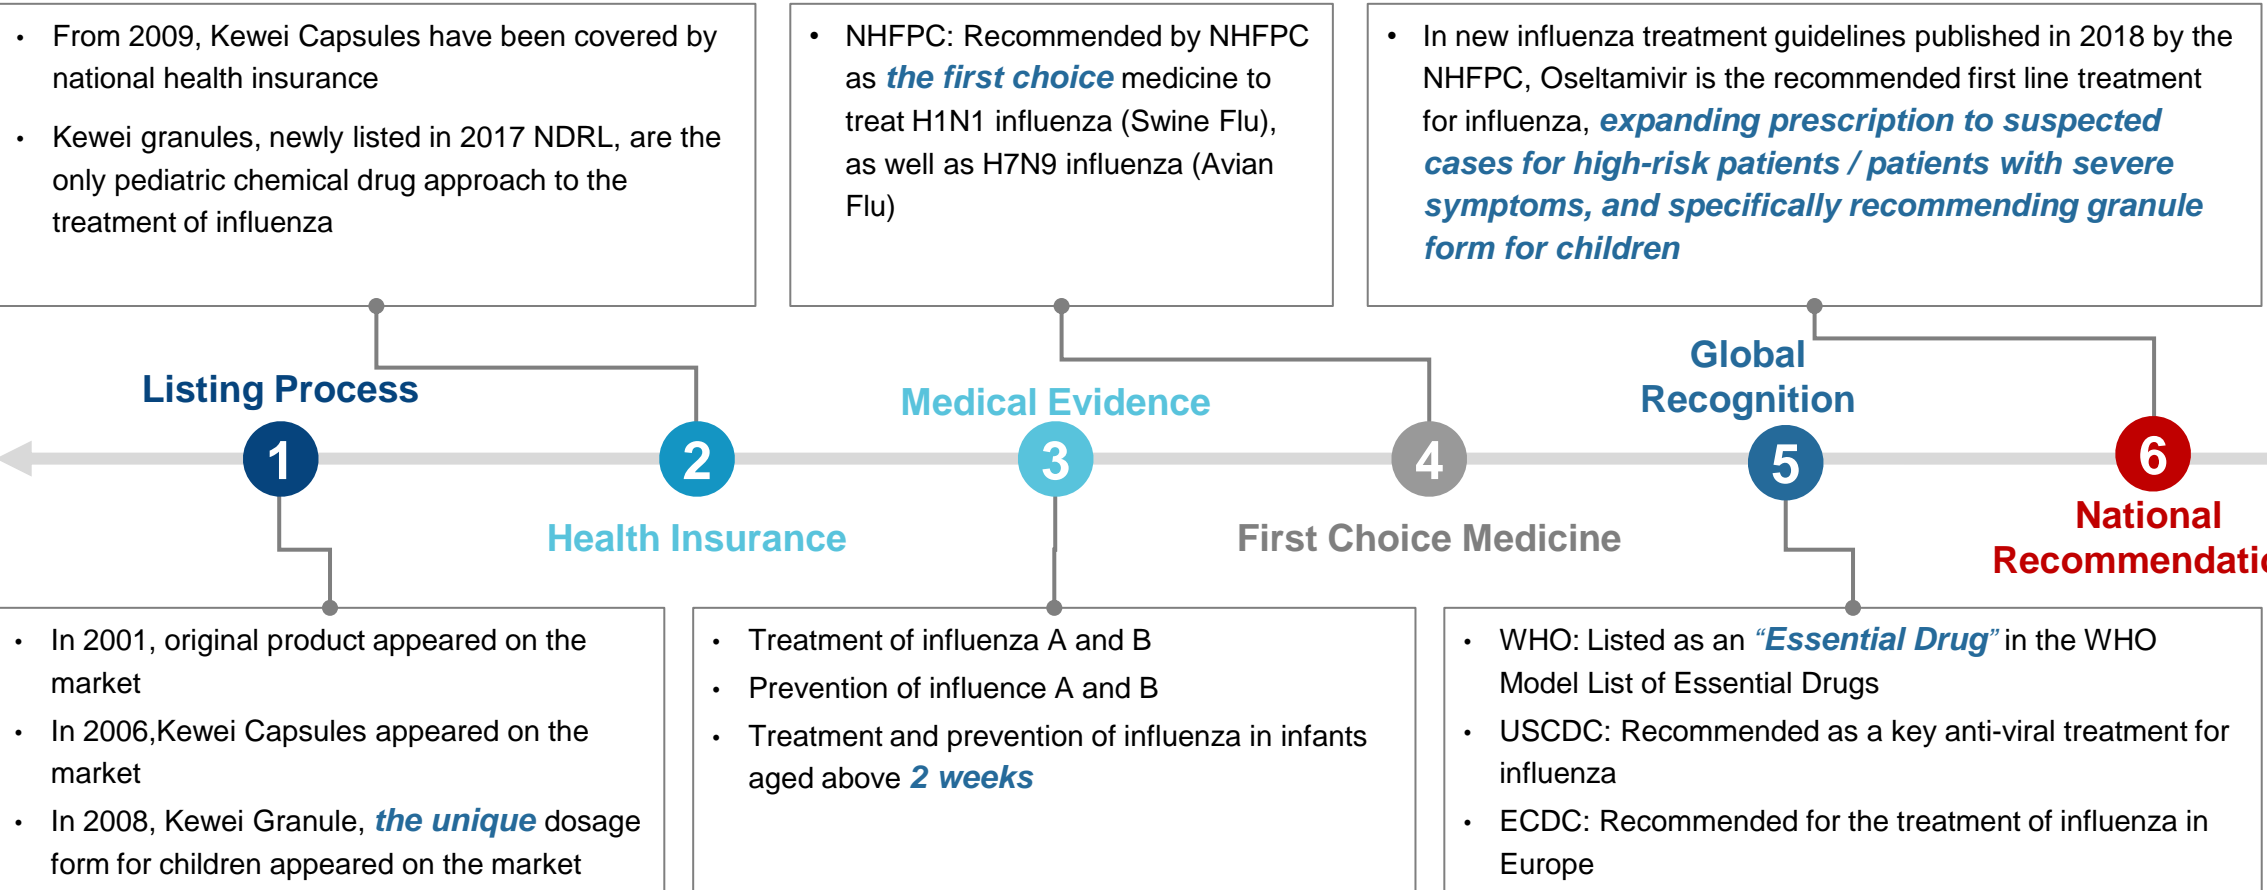 • From 2009, Kewei Capsules have been covered by
national health insurance
• Kewei granules, newly listed in 2017 NDRL, are the
only pediatric chemical drug approach to the
treatment of influenza
• NHFPC: Recommended by NHFPC
as the first choice medicine to
treat H1N1 influenza (Swine Flu),
as well as H7N9 influenza (Avian
Flu)
• In new influenza treatment guidelines published in 2018 by the
NHFPC, Oseltamivir is the recommended first line treatment
for influenza, expanding prescription to suspected
cases for high-risk patients / patients with severe
symptoms, and specifically recommending granule
form for children
Listing Process
1
2
Health Insurance
Medical Evidence
3
4
First Choice Medicine
Global
Recognition
5
6
National
Recommendatio
• In 2001, original product appeared on the
market
• In 2006,Kewei Capsules appeared on the
market
• In 2008, Kewei Granule, the unique dosage
form for children appeared on the market
• Treatment of influenza A and B
• Prevention of influence A and B
• Treatment and prevention of influenza in infants
aged above 2 weeks
• WHO: Listed as an “Essential Drug” in the WHO
Model List of Essential Drugs
• USCDC: Recommended as a key anti-viral treatment for
influenza
• ECDC: Recommended for the treatment of influenza in
Europe